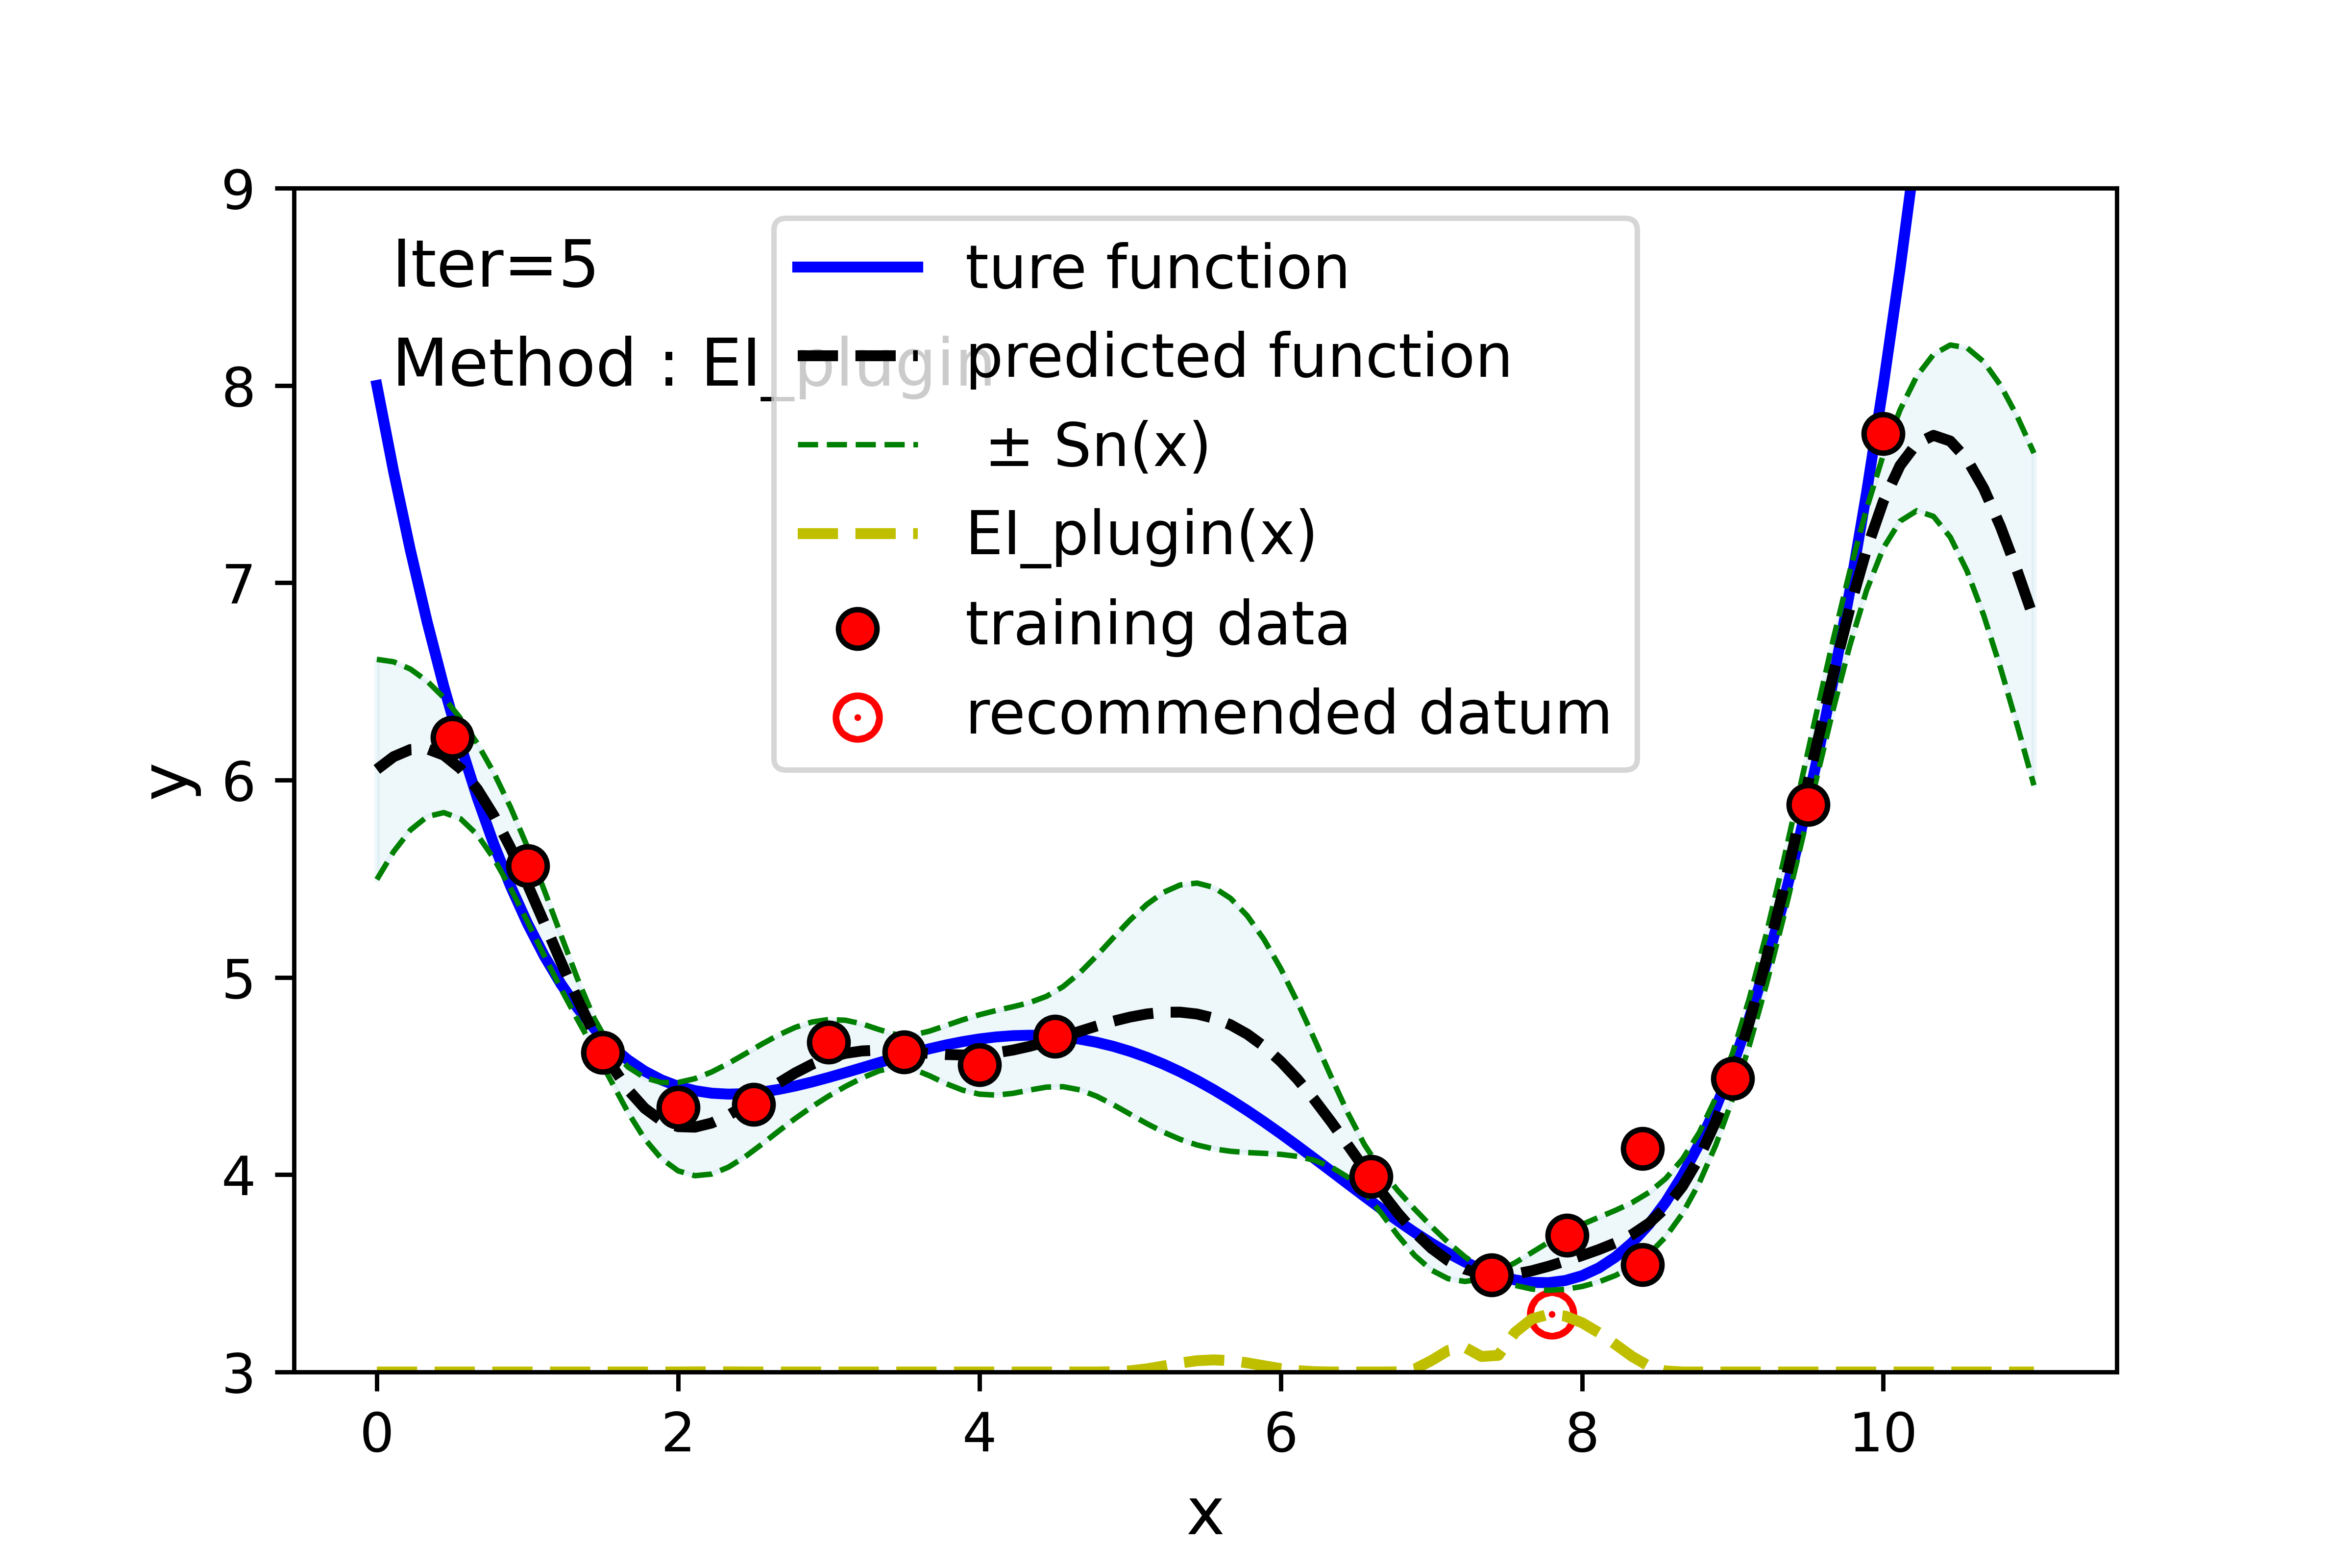 Iter=5
Method : EI_plugin
ture function
predicted function
± Sn(x)
EI_plugin(x)
training data
recommended datum
9
8
7
6
5
4
3
y
0 2 4 6 8 10
x